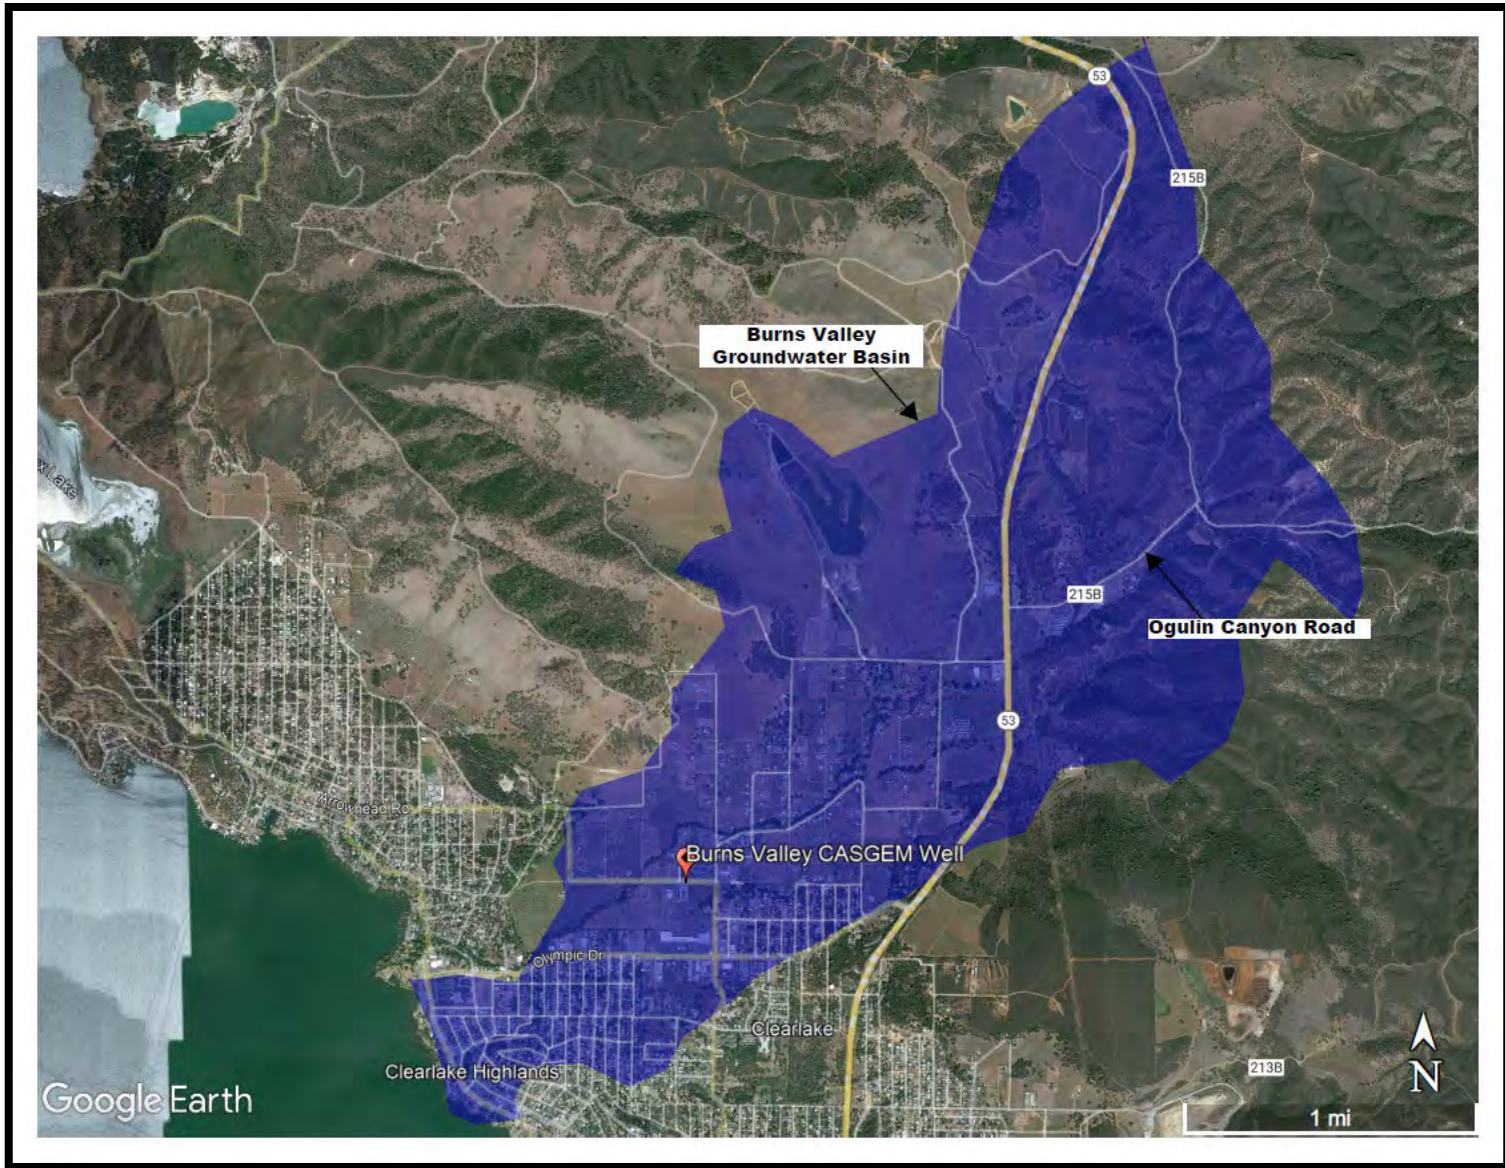 53
215B
Burns Valley
Groundwater Basin
x Lake
215B
Ogulin Canyon Road
53
Arrowhead Rd
Burns Valley CASGEM Well
Olympic Dr
Clearlake
Clearlake Highlands
213B
N
Google Earth
1 mi